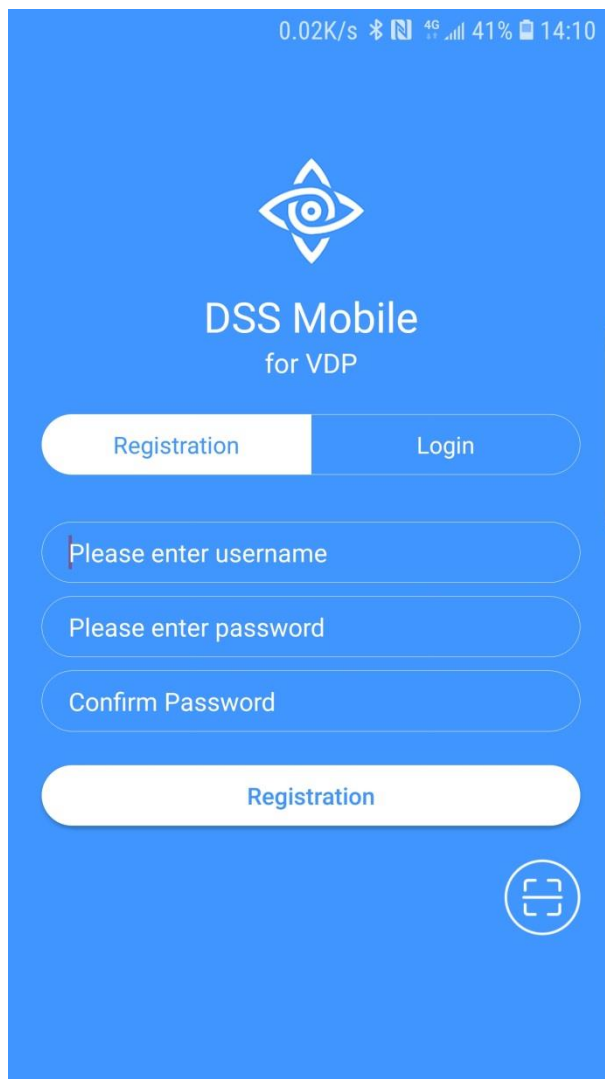 0.02K/s 4G 41% 14:10
DSS Mobile
for VDP
Registration Login
Please enter username
Please enter password
Confirm Password
Registration